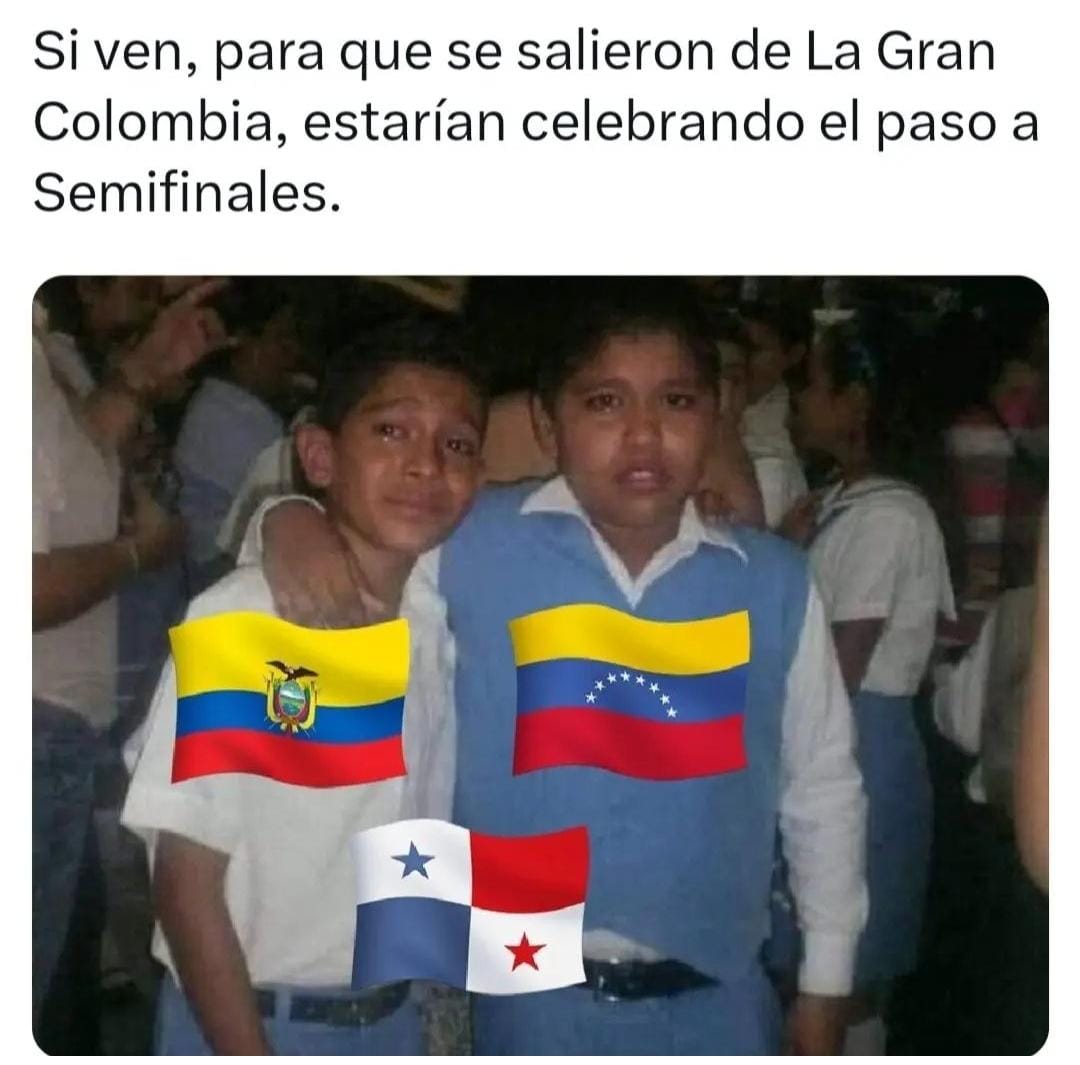 Si ven, para que se salieron de La Gran
Colombia, estarían celebrando el paso a
Semifinales.